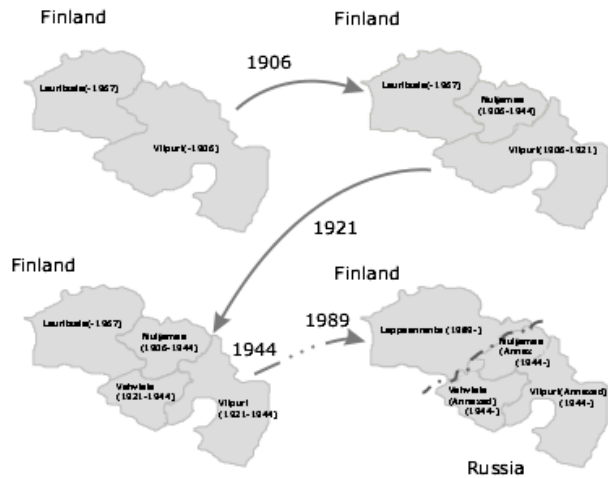 Finland
Lauritsala(-1967)
Viipuri(-1906)
1906
Finland
Lauritsala(-1967)
Nuijamaa
(1906-1944)
Viipuri(1906-1921)
1921
Finland
Lauritsala(-1967)
Nuijamaa
(1906-1944)
Vahviala
(1921-1944)
Viipuri
(1921-1944)
1944
1989
Finland
Lappeenranta (1989-)
Nuijamaa
(Annex
(1944-)
Vahviala
(Annexed)
(1944-)
Viipuri(Annexed)
(1944-)
Russia